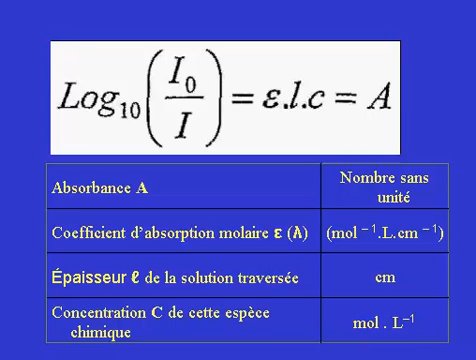 Log10(I0/I) = ε.l.c = A
Absorbance A
Nombre sans
unité
Coefficient d'absorption molaire ε (λ)
(mol⁻¹.L.cm⁻¹)
Épaisseur ℓ de la solution traversée
cm
Concentration C de cette espèce
chimique
mol . L⁻¹